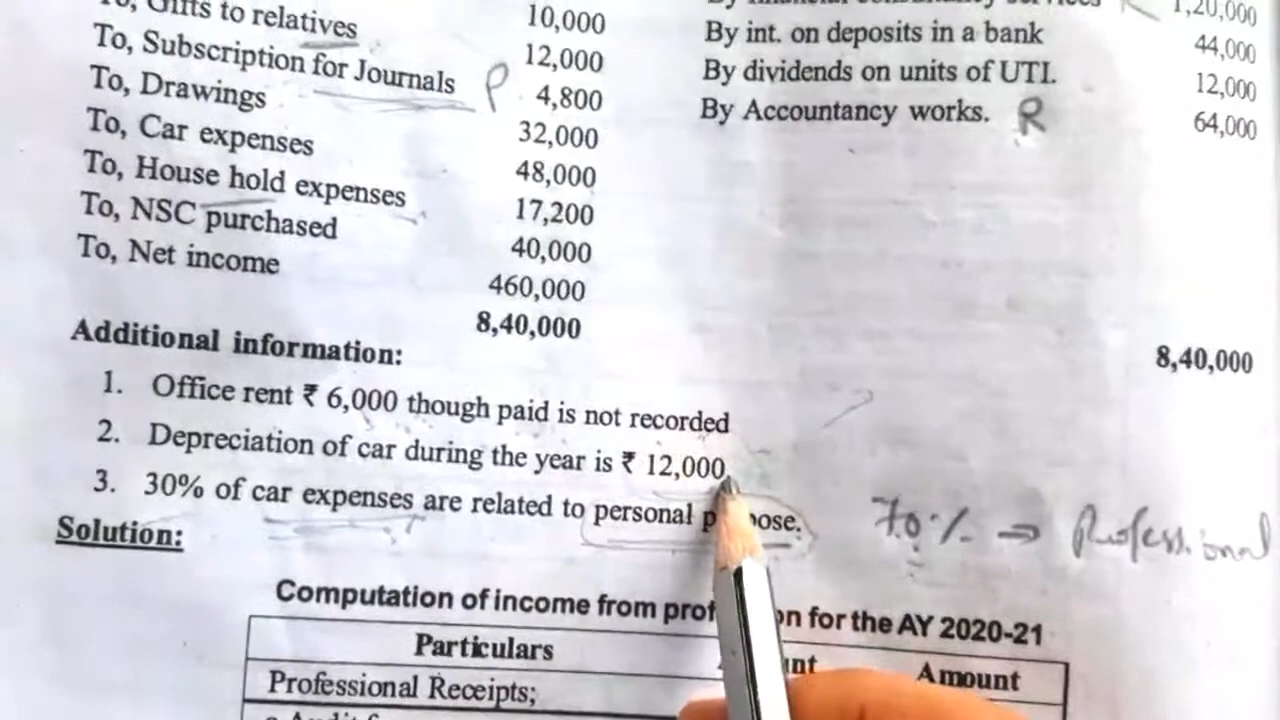 Gifts to relatives 10,000
To, Subscription for Journals 12,000
To, Drawings P 4,800
To, Car expenses 32,000
To, House hold expenses 48,000
To, NSC purchased 17,200
To, Net income 40,000
460,000
8,40,000
1,20,000
By int. on deposits in a bank 44,000
By dividends on units of UTI. 12,000
By Accountancy works. R 64,000
8,40,000
Additional information:
1. Office rent ₹ 6,000 though paid is not recorded
2. Depreciation of car during the year is ₹ 12,000
3. 30% of car expenses are related to personal
70% ⇒ Professional
Solution:
Computation of income from for the AY 2020-21
Particulars Amount
Professional Receipts;